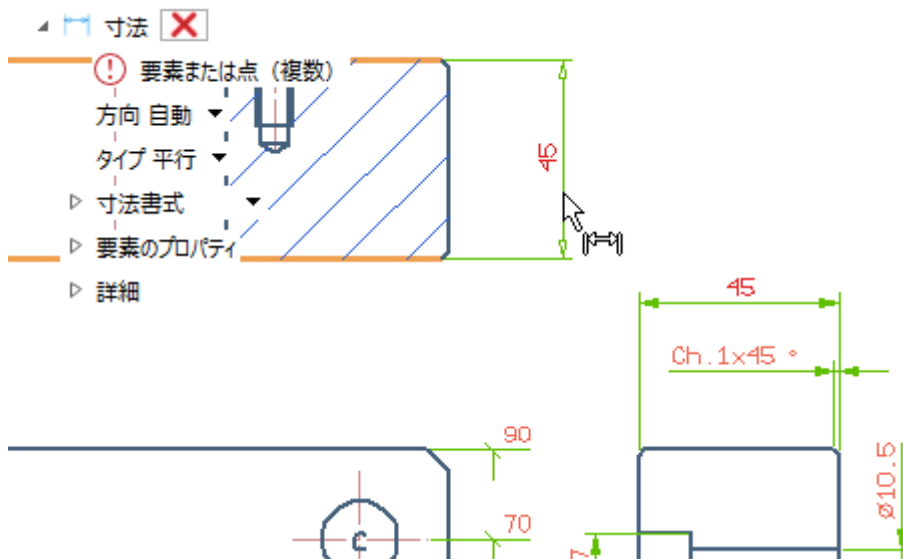 寸法
要素または点（複数）
方向 自動
タイプ 平行
寸法書式
要素のプロパティ
詳細
45
45
Ch.1x45 °
90
70
ø10.5
7